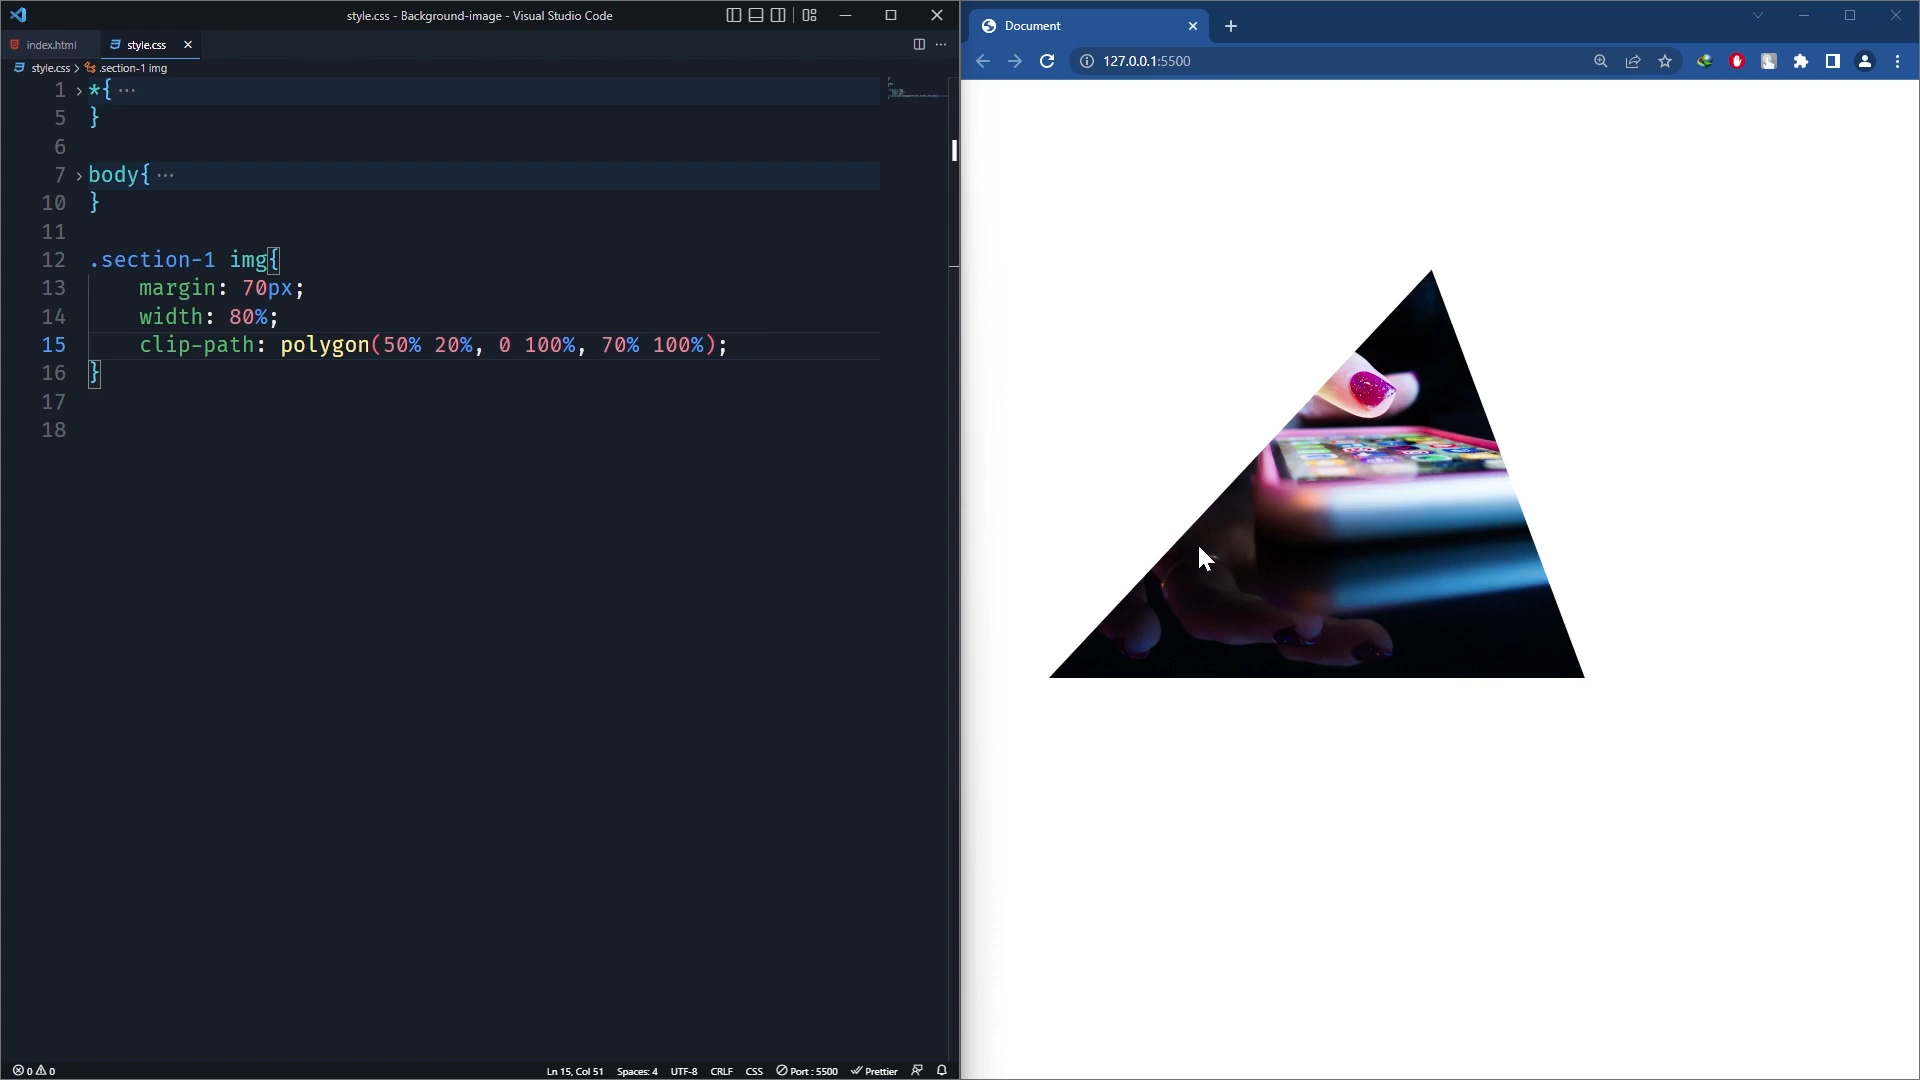 style.css - Background-image - Visual Studio Code
index.html
style.css
style.css > .section-1 img
1 *{ ···
5 }
6
7 body{ ···
10 }
11
12 .section-1 img{
13 margin: 70px;
14 width: 80%;
15 clip-path: polygon(50% 20%, 0 100%, 70% 100%);
16 }
17
18
0 0
Ln 15, Col 51
Spaces: 4
UTF-8
CRLF
CSS
Port : 5500
Prettier
Document
127.0.0.1:5500